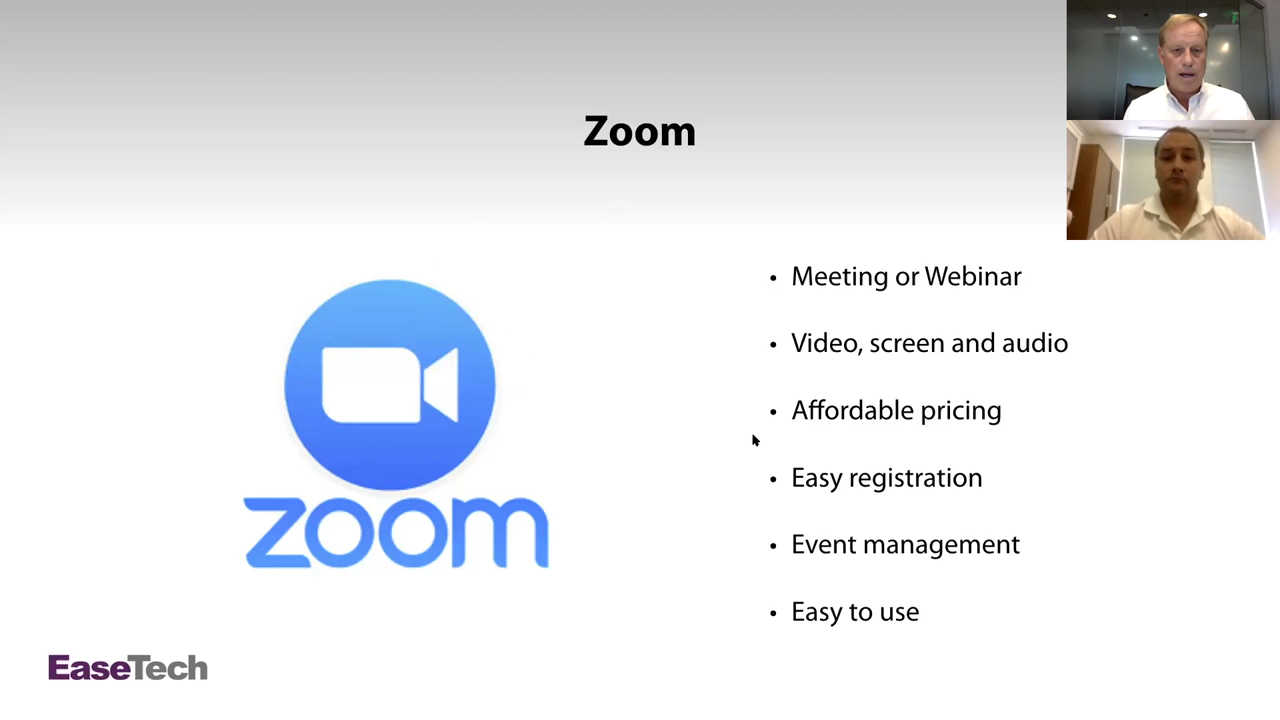 Zoom
• Meeting or Webinar
• Video, screen and audio
• Affordable pricing
• Easy registration
• Event management
• Easy to use
zoom
EaseTech